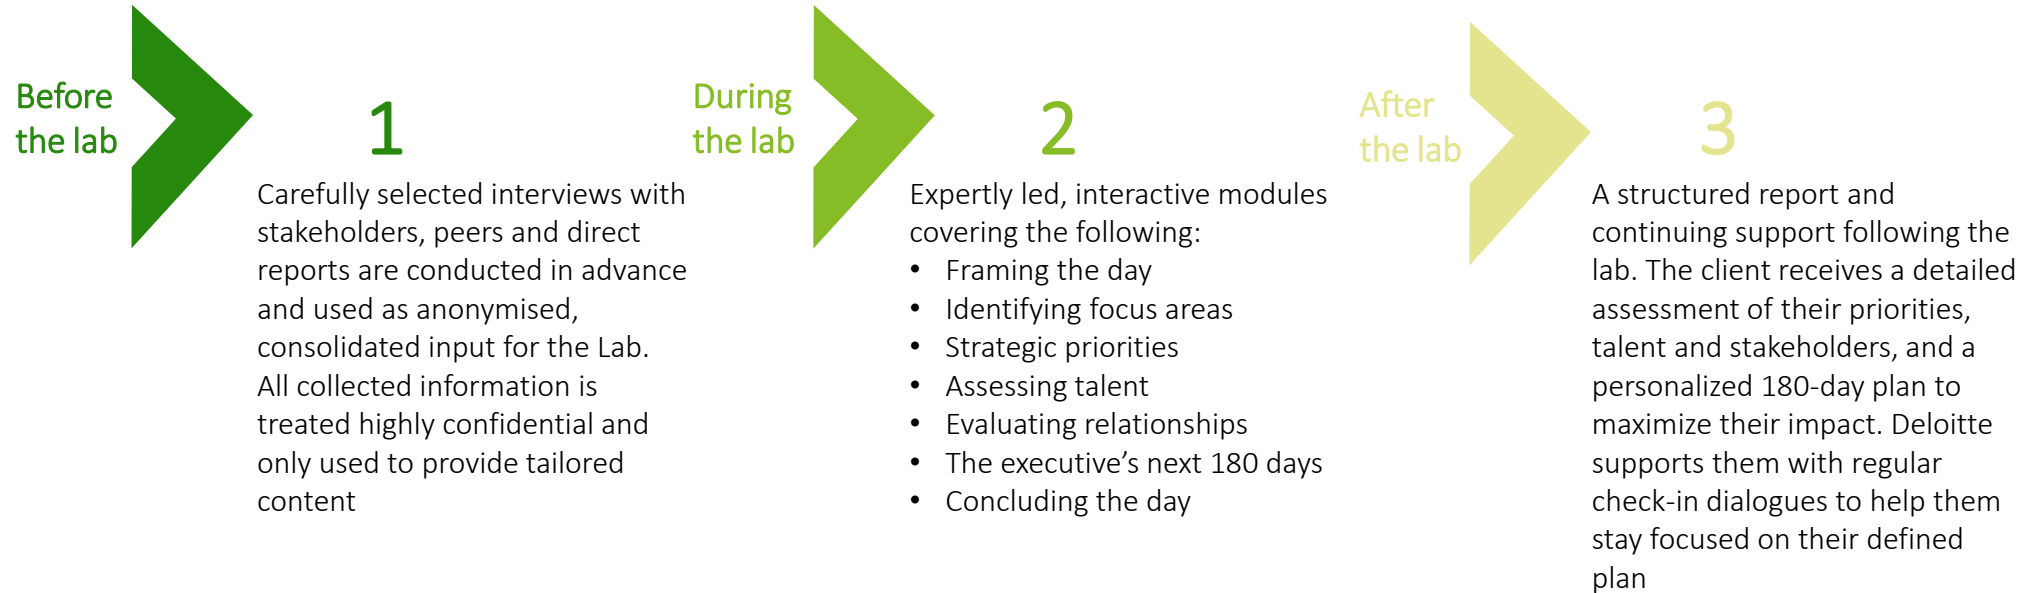 Before
the lab
1
Carefully selected interviews with
stakeholders, peers and direct
reports are conducted in advance
and used as anonymised,
consolidated input for the Lab.
All collected information is
treated highly confidential and
only used to provide tailored
content
During
the lab
2
Expertly led, interactive modules
covering the following:
• Framing the day
• Identifying focus areas
• Strategic priorities
• Assessing talent
• Evaluating relationships
• The executive’s next 180 days
• Concluding the day
After
the lab
3
A structured report and
continuing support following the
lab. The client receives a detailed
assessment of their priorities,
talent and stakeholders, and a
personalized 180-day plan to
maximize their impact. Deloitte
supports them with regular
check-in dialogues to help them
stay focused on their defined
plan